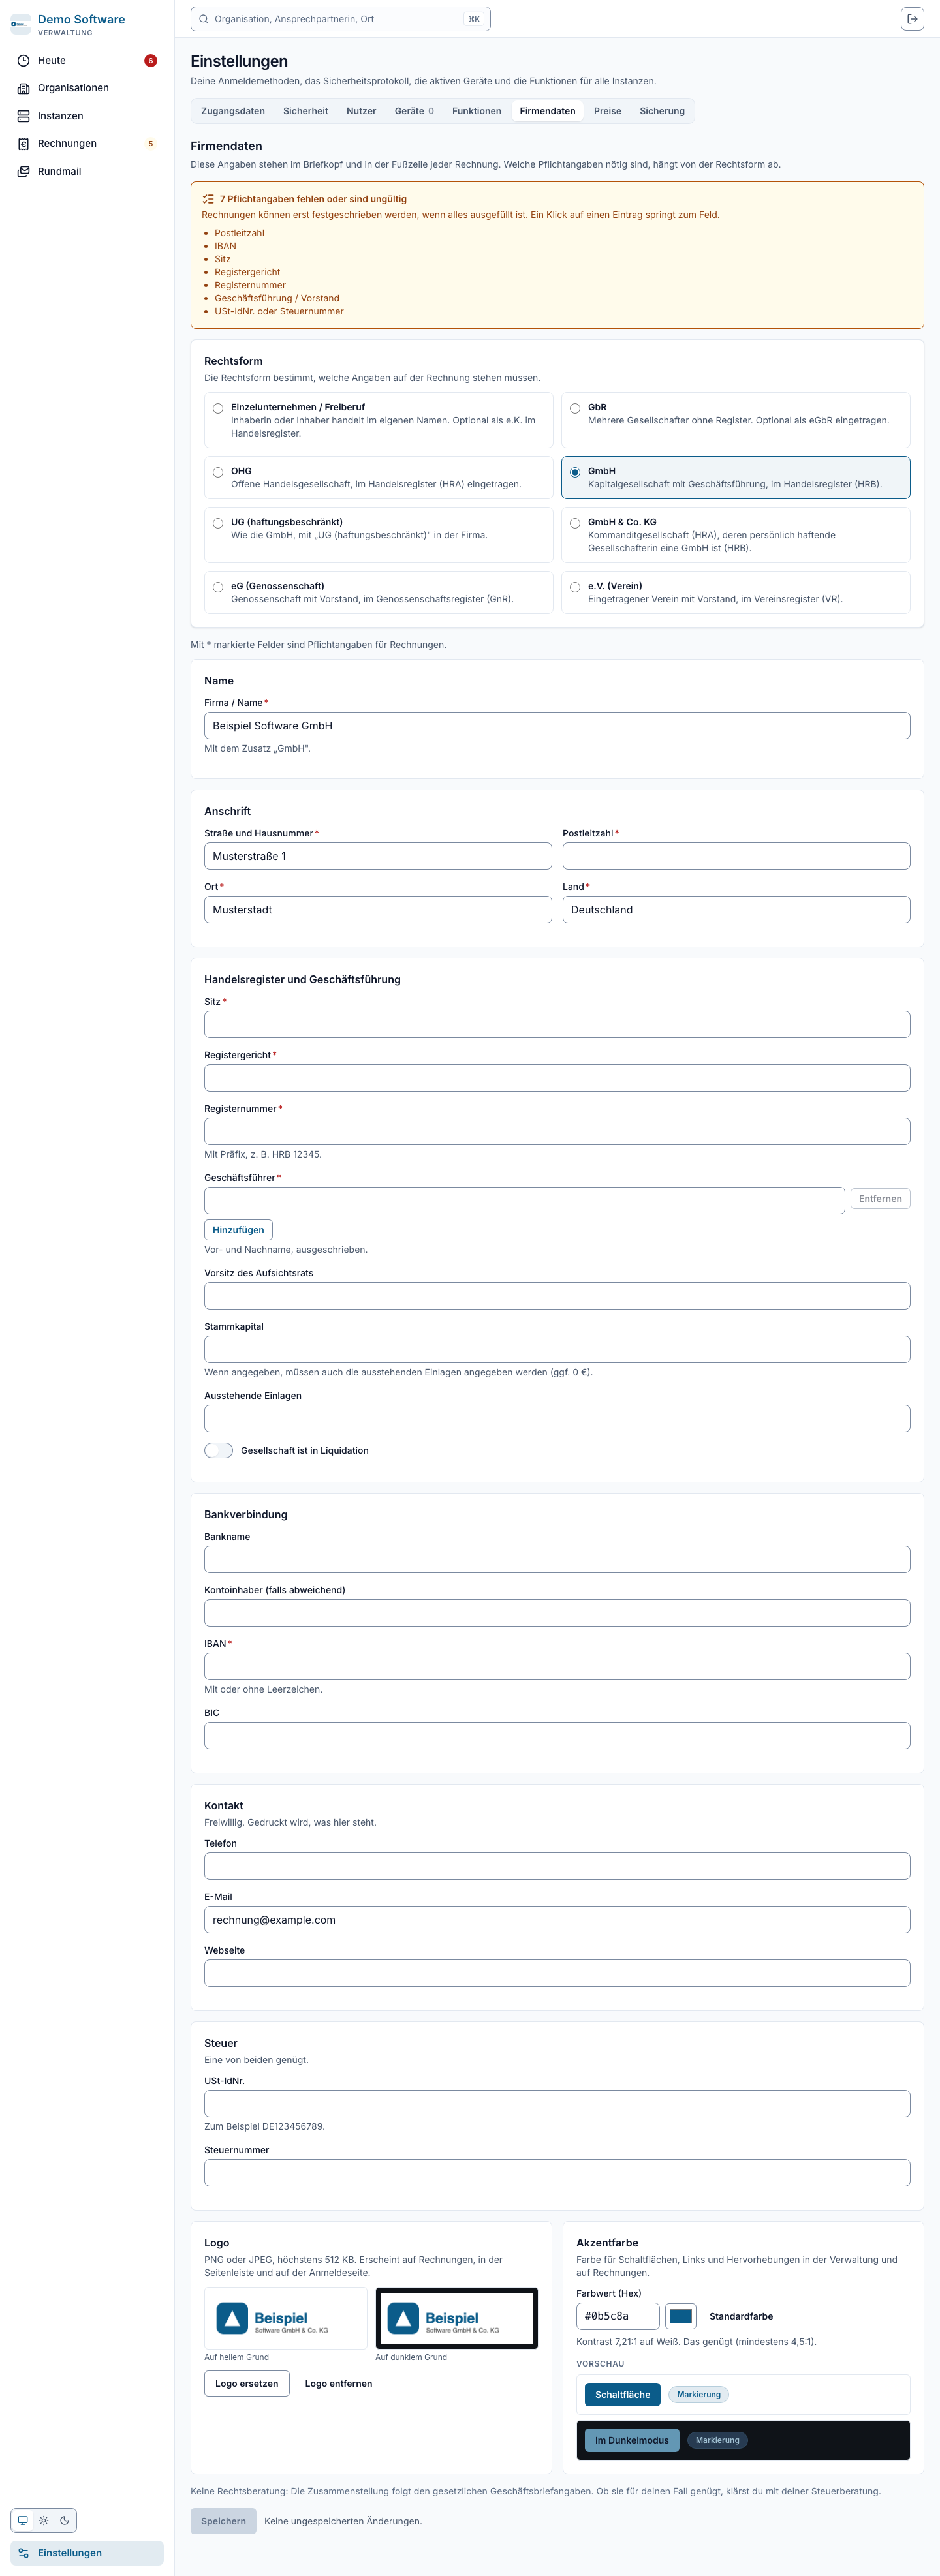 Demo Software
VERWALTUNG
Heute 6
Organisationen
Instanzen
Rechnungen 5
Rundmail
Organisation, Ansprechpartnerin, Ort ⌘K
Einstellungen
Deine Anmeldemethoden, das Sicherheitsprotokoll, die aktiven Geräte und die Funktionen für alle Instanzen.
Zugangsdaten Sicherheit Nutzer Geräte 0 Funktionen Firmendaten Preise Sicherung
Firmendaten
Diese Angaben stehen im Briefkopf und in der Fußzeile jeder Rechnung. Welche Pflichtangaben nötig sind, hängt von der Rechtsform ab.
7 Pflichtangaben fehlen oder sind ungültig
Rechnungen können erst festgeschrieben werden, wenn alles ausgefüllt ist. Ein Klick auf einen Eintrag springt zum Feld.
• Postleitzahl
• IBAN
• Sitz
• Registergericht
• Registernummer
• Geschäftsführung / Vorstand
• USt-IdNr. oder Steuernummer
Rechtsform
Die Rechtsform bestimmt, welche Angaben auf der Rechnung stehen müssen.
Einzelunternehmen / Freiberuf
Inhaberin oder Inhaber handelt im eigenen Namen. Optional als e.K. im
Handelsregister.
GbR
Mehrere Gesellschafter ohne Register. Optional als eGbR eingetragen.
OHG
Offene Handelsgesellschaft, im Handelsregister (HRA) eingetragen.
GmbH
Kapitalgesellschaft mit Geschäftsführung, im Handelsregister (HRB).
UG (haftungsbeschränkt)
Wie die GmbH, mit „UG (haftungsbeschränkt)" in der Firma.
GmbH & Co. KG
Kommanditgesellschaft (HRA), deren persönlich haftende
Gesellschafterin eine GmbH ist (HRB).
eG (Genossenschaft)
Genossenschaft mit Vorstand, im Genossenschaftsregister (GnR).
e.V. (Verein)
Eingetragener Verein mit Vorstand, im Vereinsregister (VR).
Mit * markierte Felder sind Pflichtangaben für Rechnungen.
Name
Firma / Name *
Beispiel Software GmbH
Mit dem Zusatz „GmbH".
Anschrift
Straße und Hausnummer * Postleitzahl *
Musterstraße 1
Ort * Land *
Musterstadt Deutschland
Handelsregister und Geschäftsführung
Sitz *
Registergericht *
Registernummer *
Mit Präfix, z. B. HRB 12345.
Geschäftsführer *
Entfernen
Hinzufügen
Vor- und Nachname, ausgeschrieben.
Vorsitz des Aufsichtsrats
Stammkapital
Wenn angegeben, müssen auch die ausstehenden Einlagen angegeben werden (ggf. 0 €).
Ausstehende Einlagen
Gesellschaft ist in Liquidation
Bankverbindung
Bankname
Kontoinhaber (falls abweichend)
IBAN *
Mit oder ohne Leerzeichen.
BIC
Kontakt
Freiwillig. Gedruckt wird, was hier steht.
Telefon
E-Mail
rechnung@example.com
Webseite
Steuer
Eine von beiden genügt.
USt-IdNr.
Zum Beispiel DE123456789.
Steuernummer
Logo
PNG oder JPEG, höchstens 512 KB. Erscheint auf Rechnungen, in der
Seitenleiste und auf der Anmeldeseite.
Beispiel
Software GmbH & Co. KG
Beispiel
Software GmbH & Co. KG
Auf hellem Grund Auf dunklem Grund
Logo ersetzen Logo entfernen
Akzentfarbe
Farbe für Schaltflächen, Links und Hervorhebungen in der Verwaltung und
auf Rechnungen.
Farbwert (Hex)
#0b5c8a Standardfarbe
Kontrast 7,21:1 auf Weiß. Das genügt (mindestens 4,5:1).
VORSCHAU
Schaltfläche Markierung
Im Dunkelmodus Markierung
Keine Rechtsberatung: Die Zusammenstellung folgt den gesetzlichen Geschäftsbriefangaben. Ob sie für deinen Fall genügt, klärst du mit deiner Steuerberatung.
Speichern Keine ungespeicherten Änderungen.
Einstellungen